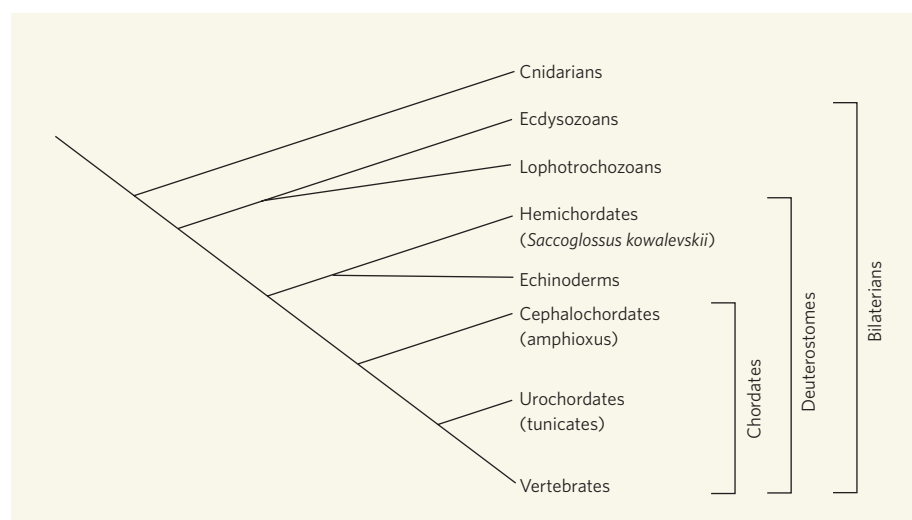 Cnidarians
Ecdysozoans
Lophotrochozoans
Hemichordates
(Saccoglossus kowalevskii)
Echinoderms
Cephalochordates
(amphioxus)
Urochordates
(tunicates)
Vertebrates
Chordates
Deuterostomes
Bilaterians